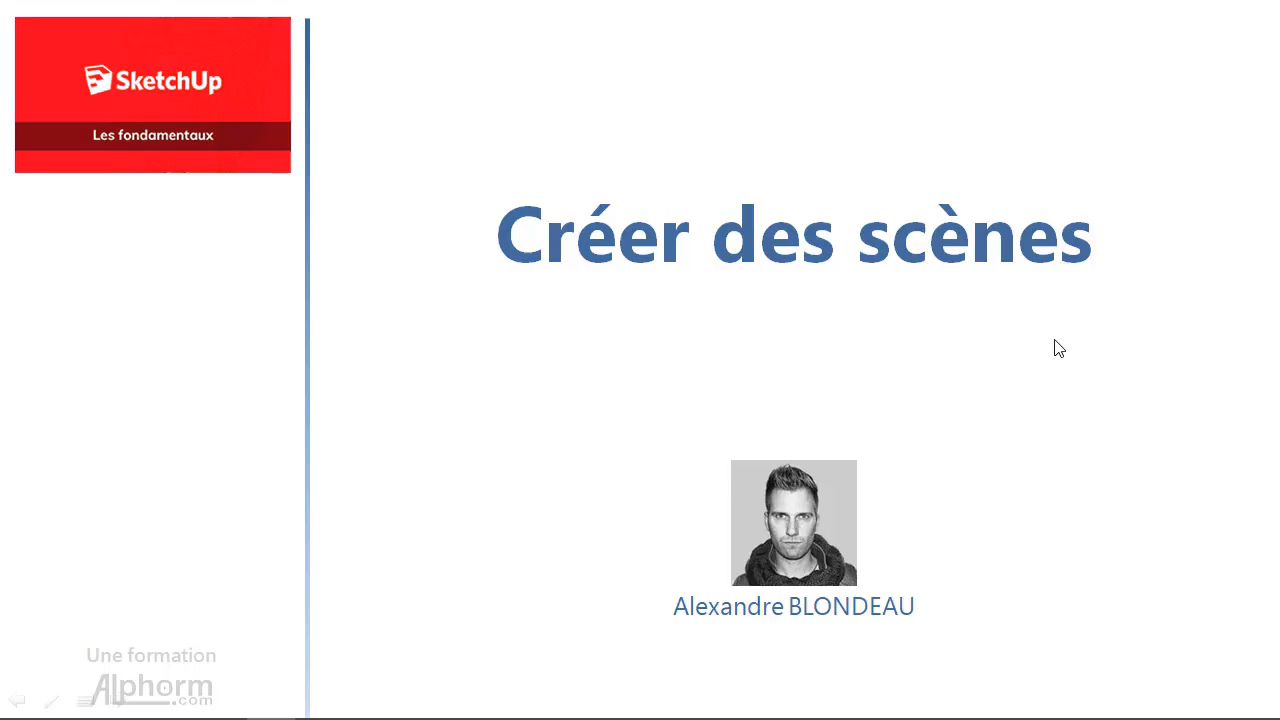 SketchUp
Les fondamentaux
Créer des scènes
Alexandre BLONDEAU
Une formation
Alphorm
.com